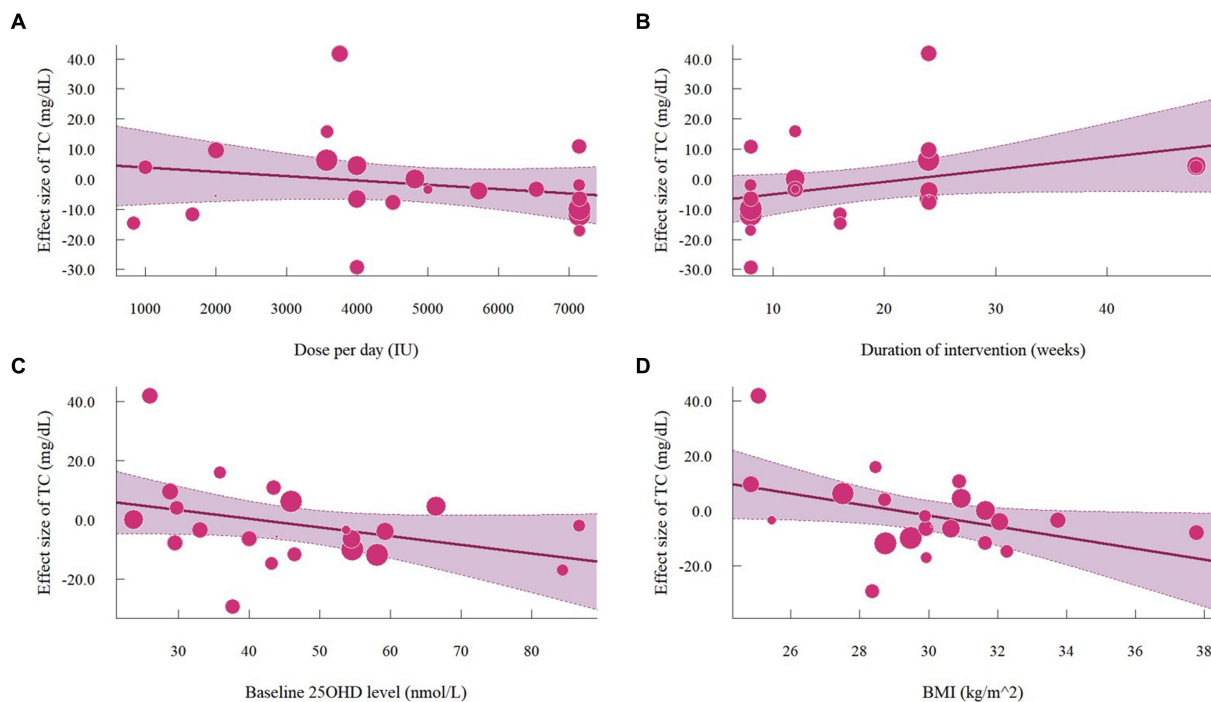 A
Effect size of TC (mg/dL)
40.0
30.0
20.0
10.0
0.0
-10.0
-20.0
-30.0
1000 2000 3000 4000 5000 6000 7000
Dose per day (IU)
B
Effect size of TC (mg/dL)
40.0
30.0
20.0
10.0
0.0
-10.0
-20.0
-30.0
10 20 30 40
Duration of intervention (weeks)
C
Effect size of TC (mg/dL)
40.0
20.0
0.0
-20.0
30 40 50 60 70 80
Baseline 25OHD level (nmol/L)
D
Effect size of TC (mg/dL)
40.0
20.0
0.0
-20.0
26 28 30 32 34 36 38
BMI (kg/m^2)